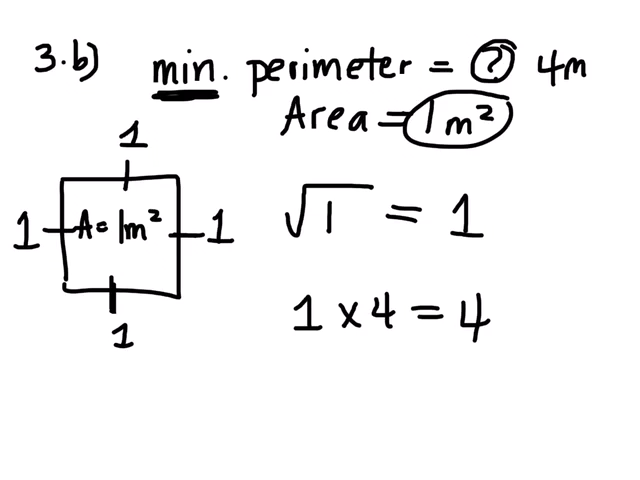 3.b) min. perimeter = ? 4m
Area = 1m²
1
1 A = 1m² 1
1
√1 = 1
1 x 4 = 4